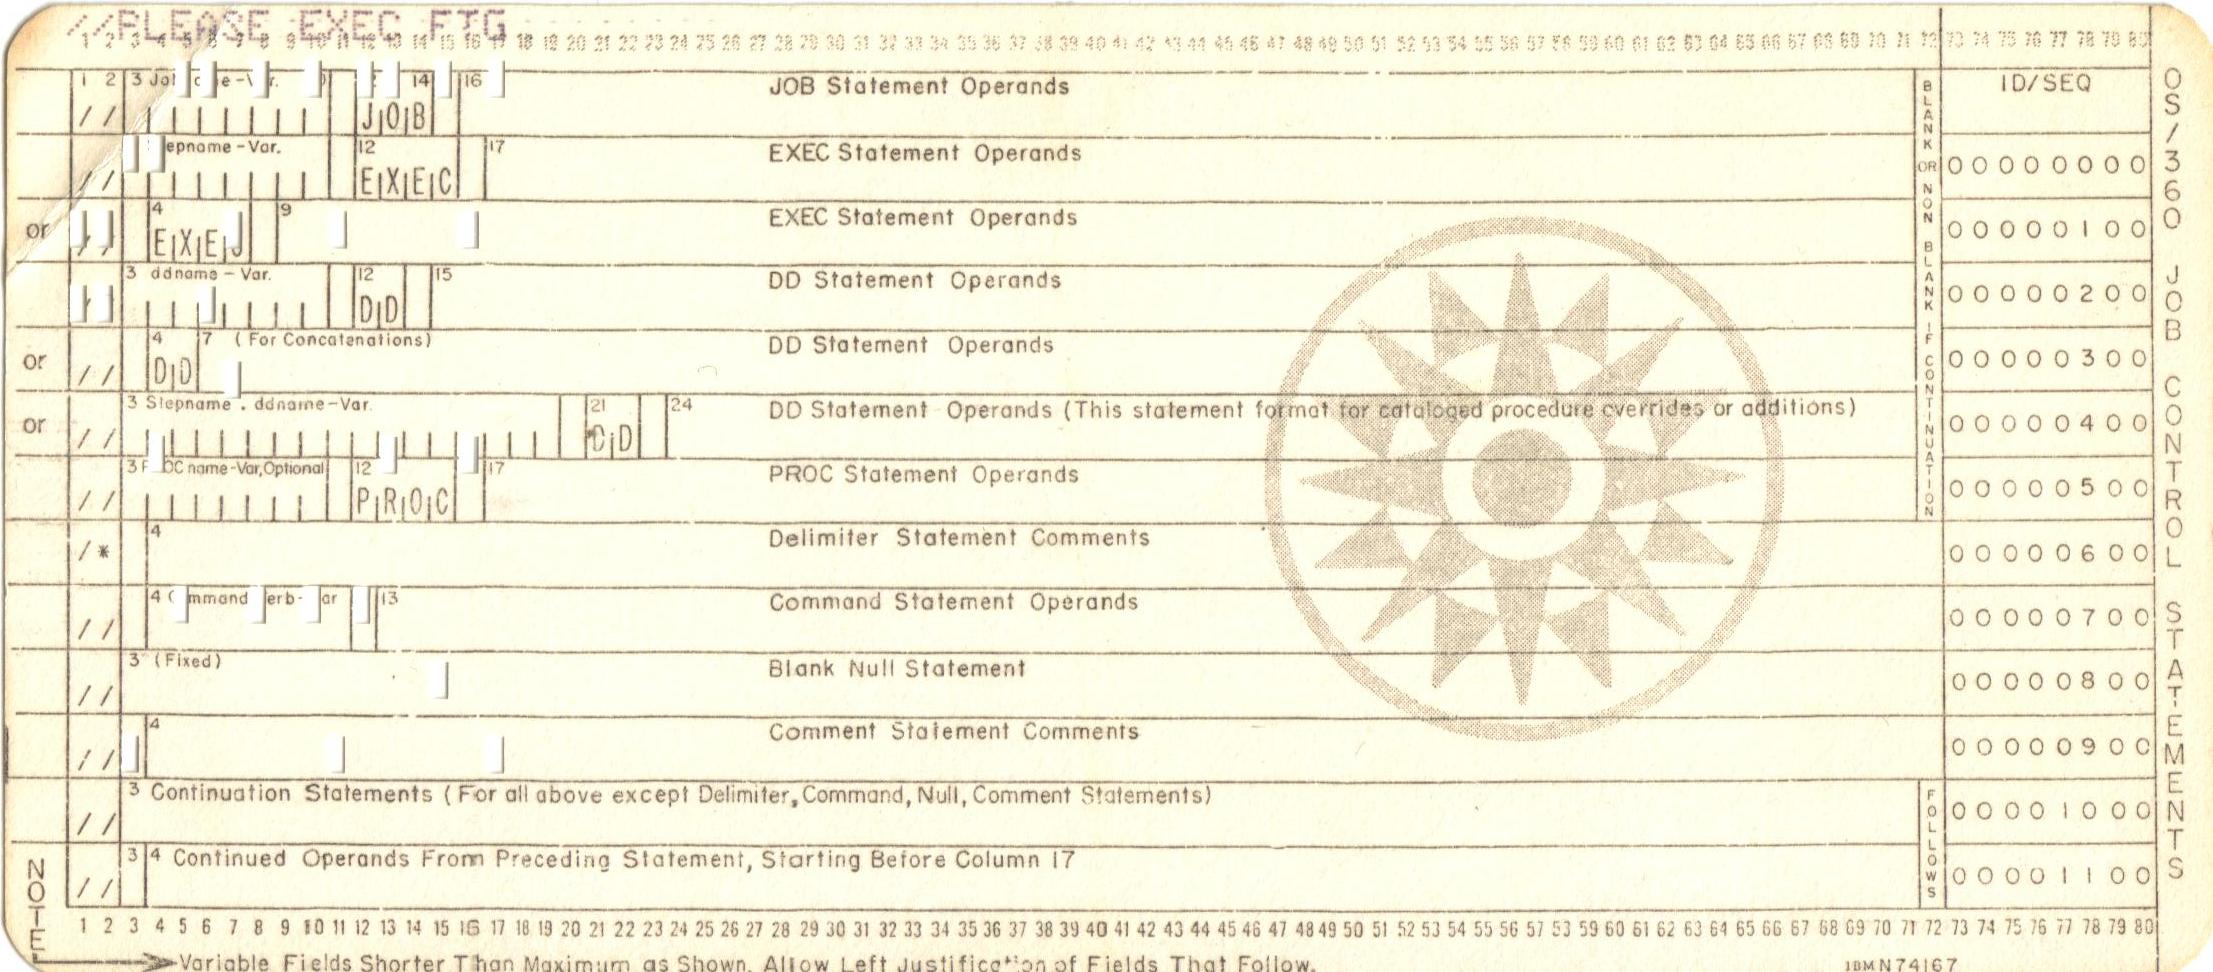 //PLEASE EXEC FTG
1 2 3 4 5 6 7 8 9 10 11 12 13 14 15 16 17 18 19 20 21 22 23 24 25 26 27 28 29 30 31 32 33 34 35 36 37 38 39 40 41 42 43 44 45 46 47 48 49 50 51 52 53 54 55 56 57 58 59 60 61 62 63 64 65 66 67 68 69 70 71 72 73 74 75 76 77 78 79 80
1 2 3 14 16 JOB Statement Operands ID/SEQ
// JOB
epname-Var. 12 17 EXEC Statement Operands
// EXEC 00000000
or 4 9 EXEC Statement Operands
// EXE 00000100
3 ddname-Var. 12 15 DD Statement Operands
DD 00000200
or 4 7 (For Concatenations) DD Statement Operands
// DD 00000300
or 3 Stepname . ddname-Var. 21 24 DD Statement Operands (This statement format for cataloged procedure overrides or additions)
// DD 00000400
3 name-Var, Optional 12 17 PROC Statement Operands
// PROC 00000500
4 Delimiter Statement Comments
/* 00000600
4 mmand erb- ar 13 Command Statement Operands
// 00000700
3 (Fixed) Blank Null Statement
// 00000800
4 Comment Statement Comments
// 00000900
3 Continuation Statements (For all above except Delimiter, Command, Null, Comment Statements)
// 00001000
3 4 Continued Operands From Preceding Statement, Starting Before Column 17
// 00001100
BLANK OR NON BLANK IF CONTINUATION
FOLLOWS
OS/360 JOB CONTROL STATEMENTS
1 2 3 4 5 6 7 8 9 10 11 12 13 14 15 16 17 18 19 20 21 22 23 24 25 26 27 28 29 30 31 32 33 34 35 36 37 38 39 40 41 42 43 44 45 46 47 48 49 50 51 52 53 54 55 56 57 53 59 60 61 62 63 64 65 66 67 68 69 70 71 72 73 74 75 76 77 78 79 80
NOTE
Variable Fields Shorter Than Maximum as Shown, Allow Left Justification of Fields That Follow.
IBM N74167